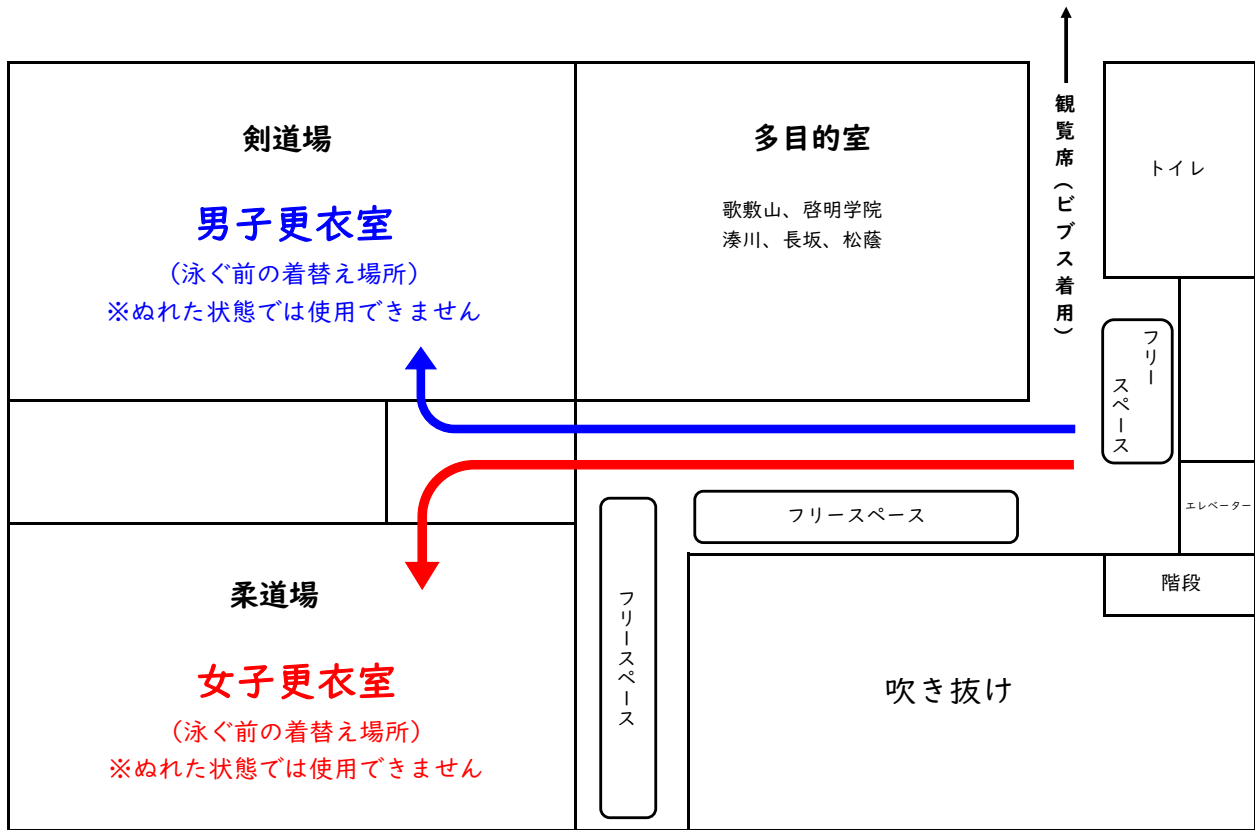 剣道場
男子更衣室
（泳ぐ前の着替え場所）
※ぬれた状態では使用できません
多目的室
歌敷山、啓明学院
湊川、長坂、松蔭
観覧席（ビブス着用）
トイレ
フリー
スペース
エレベーター
フリースペース
階段
柔道場
女子更衣室
（泳ぐ前の着替え場所）
※ぬれた状態では使用できません
フリースペース
吹き抜け